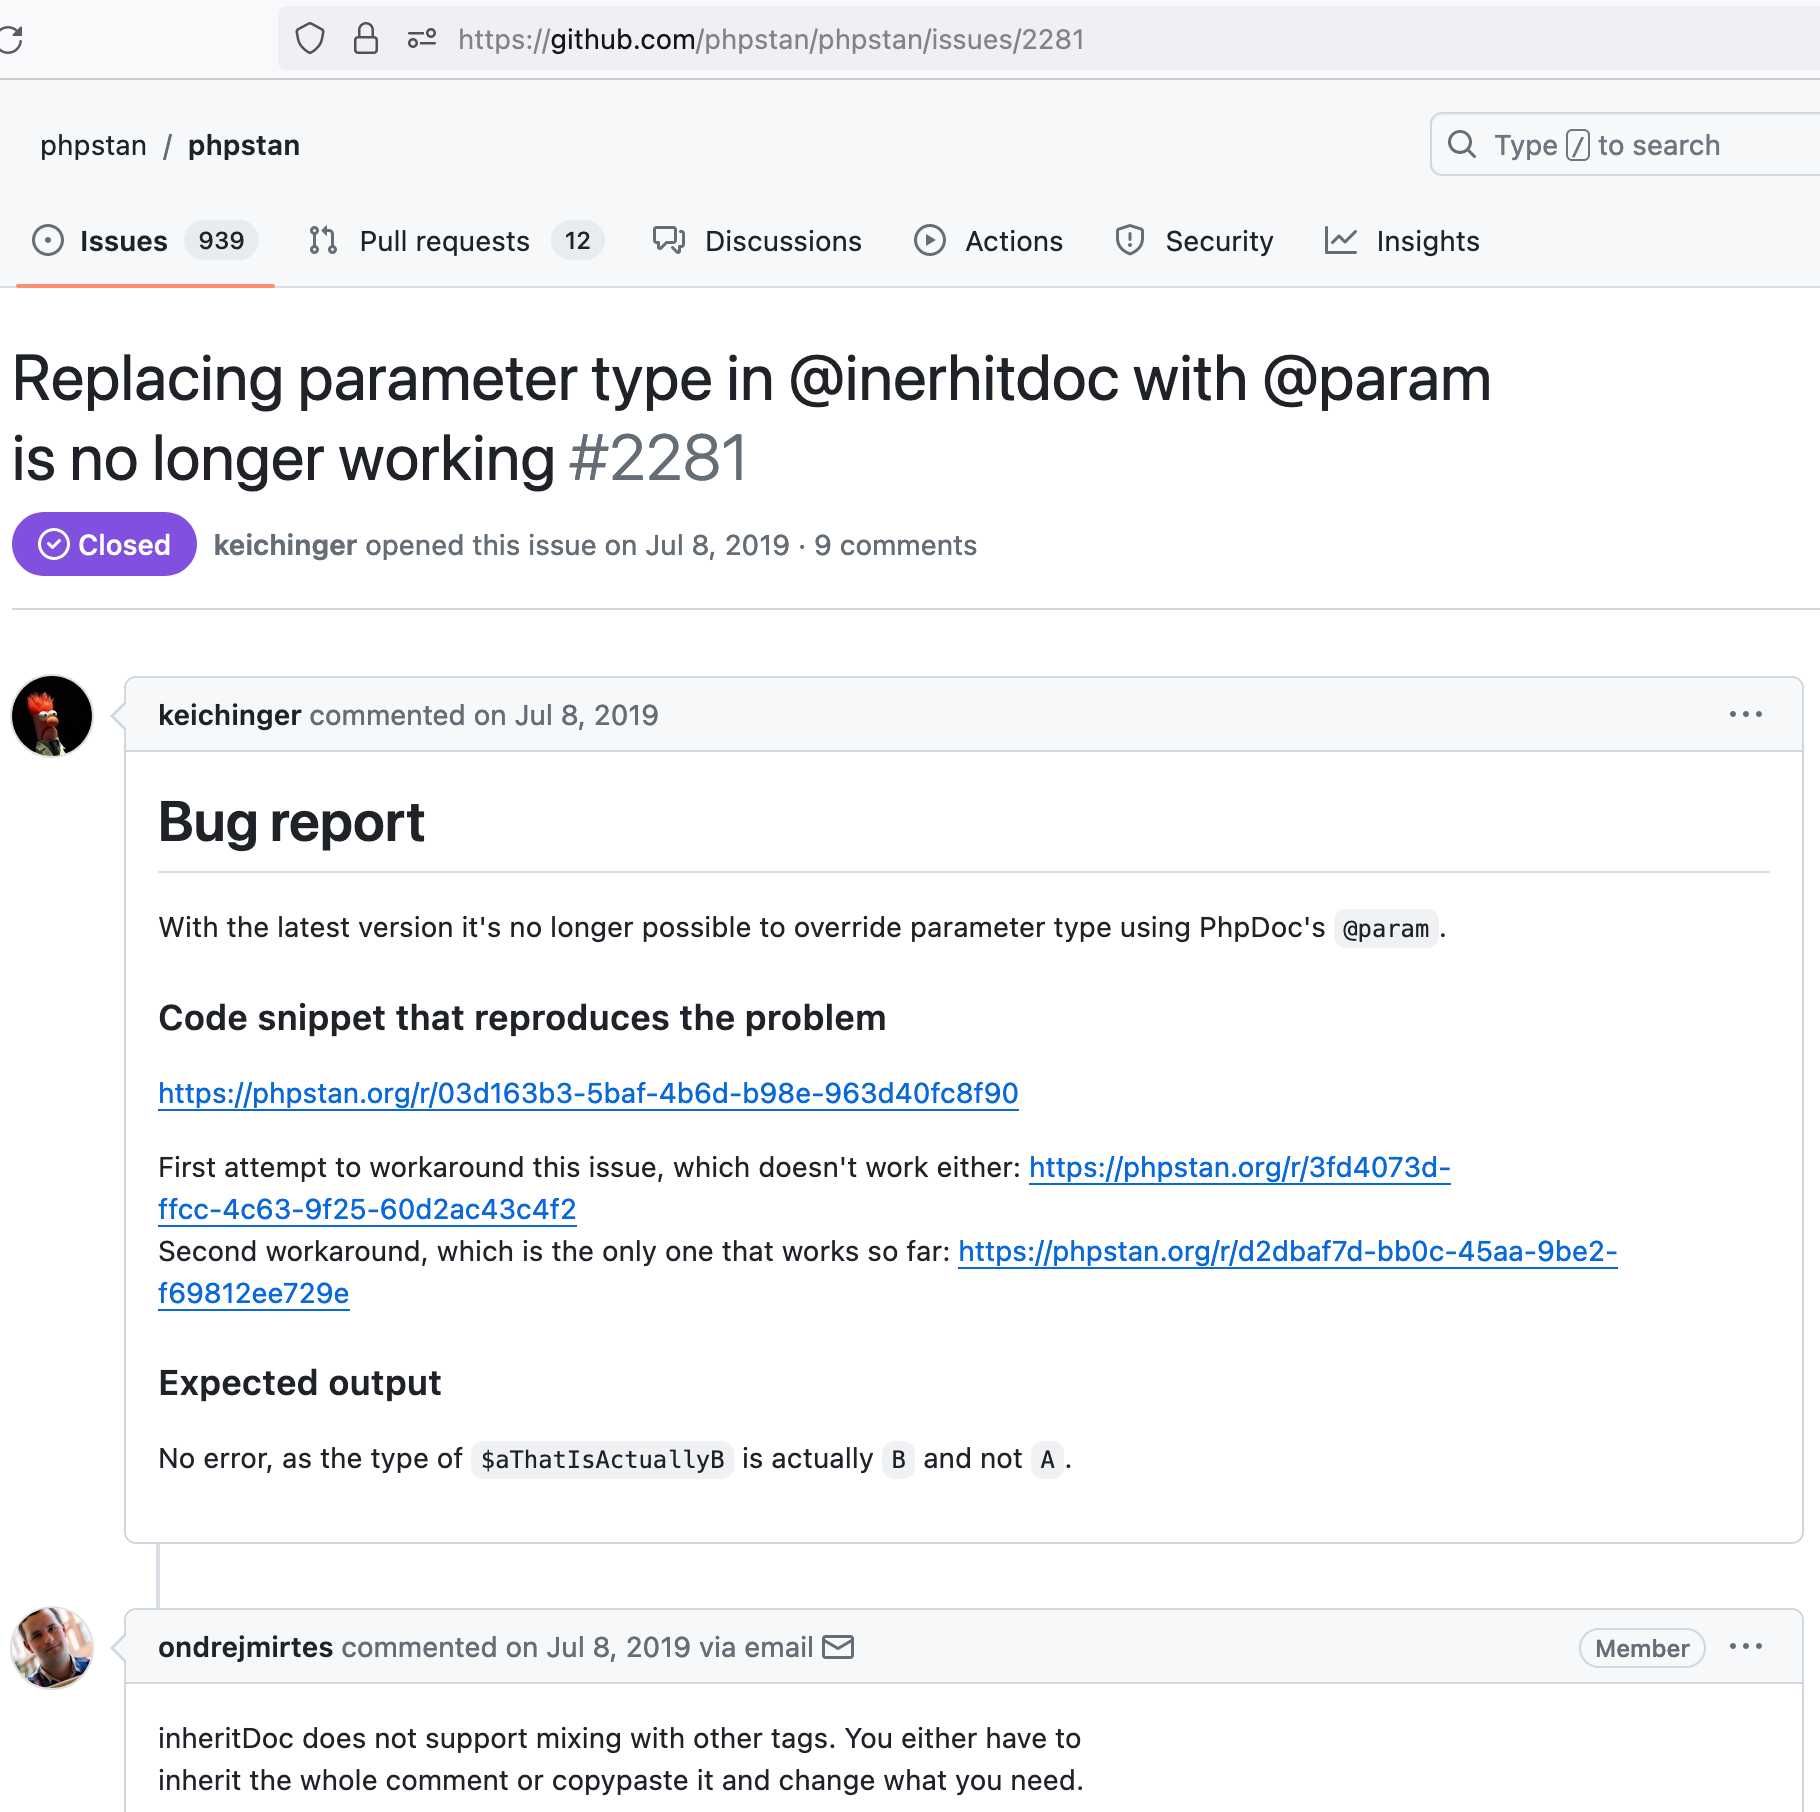 https://github.com/phpstan/phpstan/issues/2281
phpstan / phpstan
Type / to search
Issues 939 Pull requests 12 Discussions Actions Security Insights
Replacing parameter type in @inerhitdoc with @param
is no longer working #2281
Closed keichinger opened this issue on Jul 8, 2019 · 9 comments
keichinger commented on Jul 8, 2019
Bug report
With the latest version it's no longer possible to override parameter type using PhpDoc's @param.
Code snippet that reproduces the problem
https://phpstan.org/r/03d163b3-5baf-4b6d-b98e-963d40fc8f90
First attempt to workaround this issue, which doesn't work either: https://phpstan.org/r/3fd4073d-
ffcc-4c63-9f25-60d2ac43c4f2
Second workaround, which is the only one that works so far: https://phpstan.org/r/d2dbaf7d-bb0c-45aa-9be2-
f69812ee729e
Expected output
No error, as the type of $aThatIsActuallyB is actually B and not A.
ondrejmirtes commented on Jul 8, 2019 via email
Member
inheritDoc does not support mixing with other tags. You either have to
inherit the whole comment or copypaste it and change what you need.